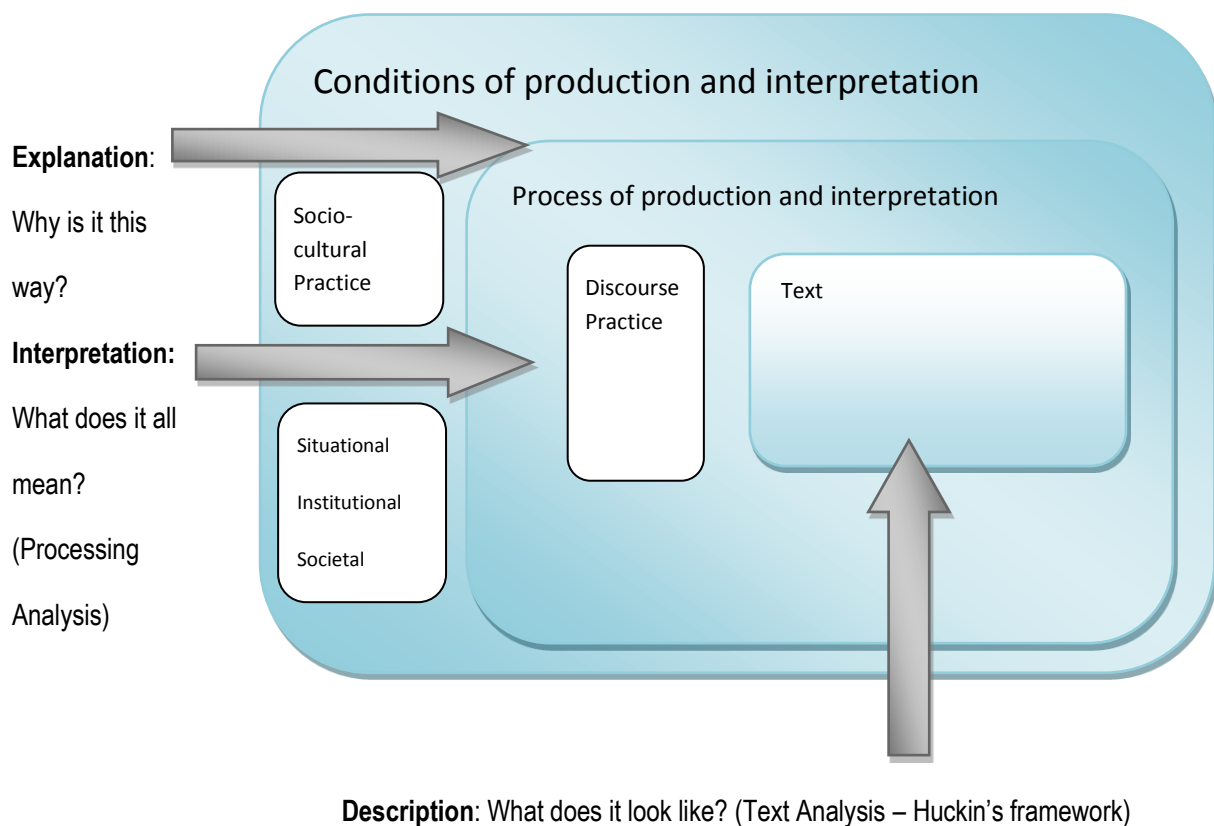 Conditions of production and interpretation
Explanation:
Why is it this
way?
Interpretation:
What does it all
mean?
(Processing
Analysis)
Socio-
cultural
Practice
Situational
Institutional
Societal
Process of production and interpretation
Discourse
Practice
Text
Description: What does it look like? (Text Analysis – Huckin’s framework)